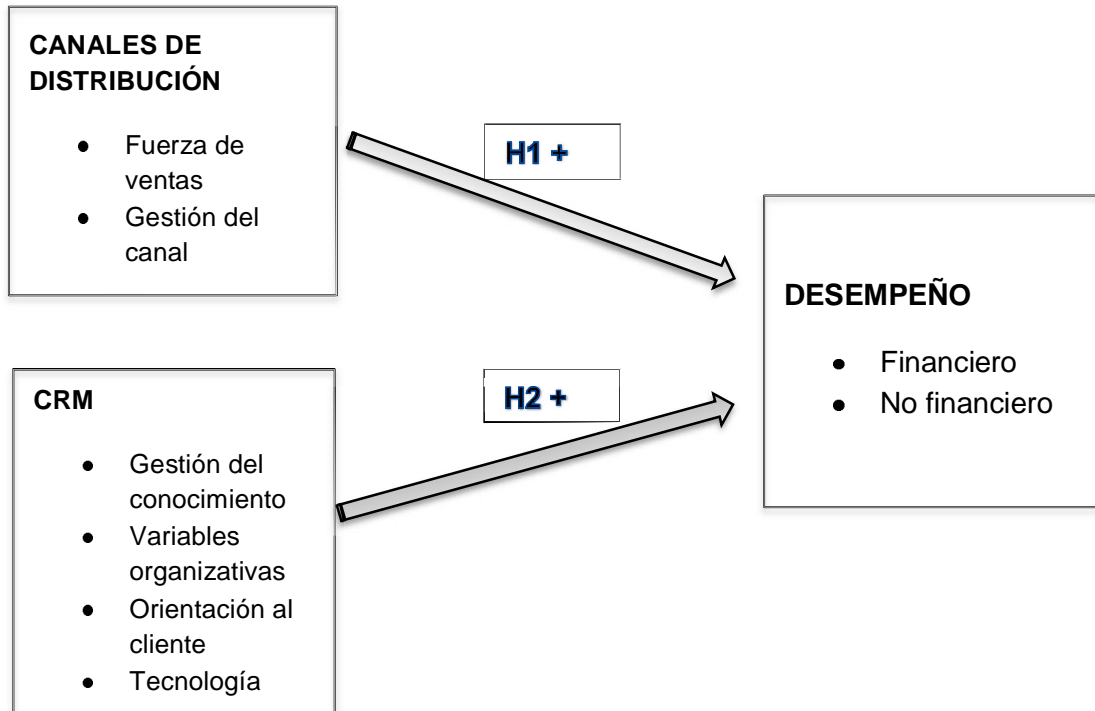 CANALES DE
DISTRIBUCIÓN
● Fuerza de
ventas
● Gestión del
canal
H1 +
DESEMPEÑO
● Financiero
● No financiero
CRM
● Gestión del
conocimiento
● Variables
organizativas
● Orientación al
cliente
● Tecnología
H2 +